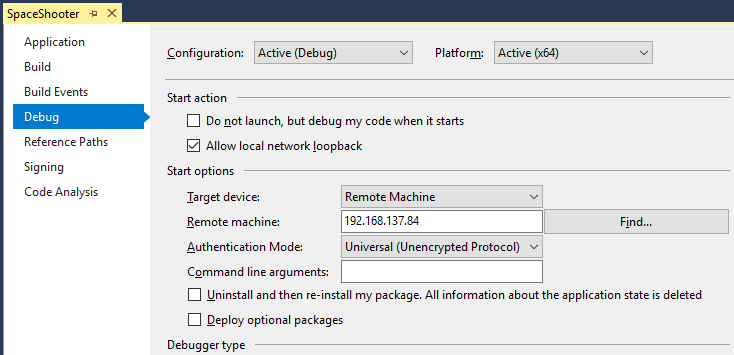 SpaceShooter
Application
Build
Build Events
Debug
Reference Paths
Signing
Code Analysis
Configuration: Active (Debug) Platform: Active (x64)
Start action
Do not launch, but debug my code when it starts
Allow local network loopback
Start options
Target device: Remote Machine
Remote machine: 192.168.137.84 Find...
Authentication Mode: Universal (Unencrypted Protocol)
Command line arguments:
Uninstall and then re-install my package. All information about the application state is deleted
Deploy optional packages
Debugger type